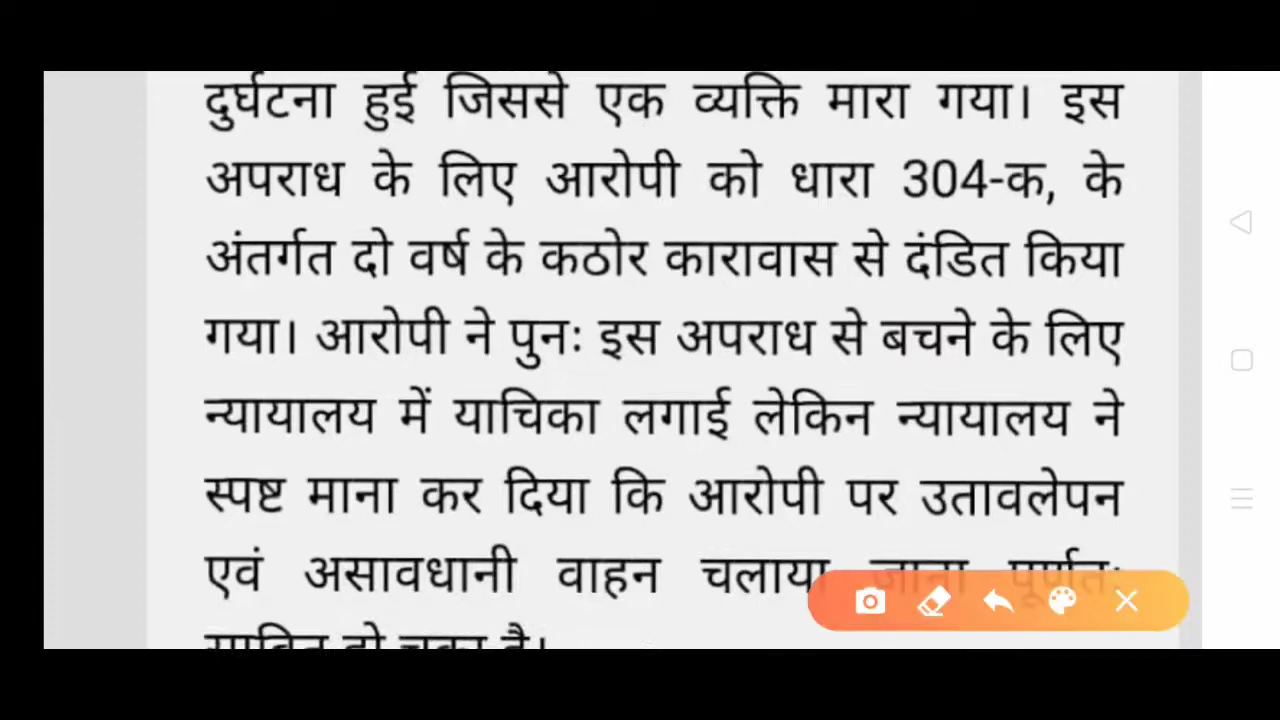 दुर्घटना हुई जिससे एक व्यक्ति मारा गया। इस
अपराध के लिए आरोपी को धारा 304-क, के
अंतर्गत दो वर्ष के कठोर कारावास से दंडित किया
गया। आरोपी ने पुनः इस अपराध से बचने के लिए
न्यायालय में याचिका लगाई लेकिन न्यायालय ने
स्पष्ट माना कर दिया कि आरोपी पर उतावलेपन
एवं असावधानी वाहन चलाया जाना पूर्णतः
साबित हो चुका है।